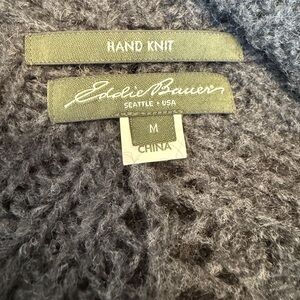 HAND KNIT
Eddie Bauer
SEATTLE • USA
M
CHINA